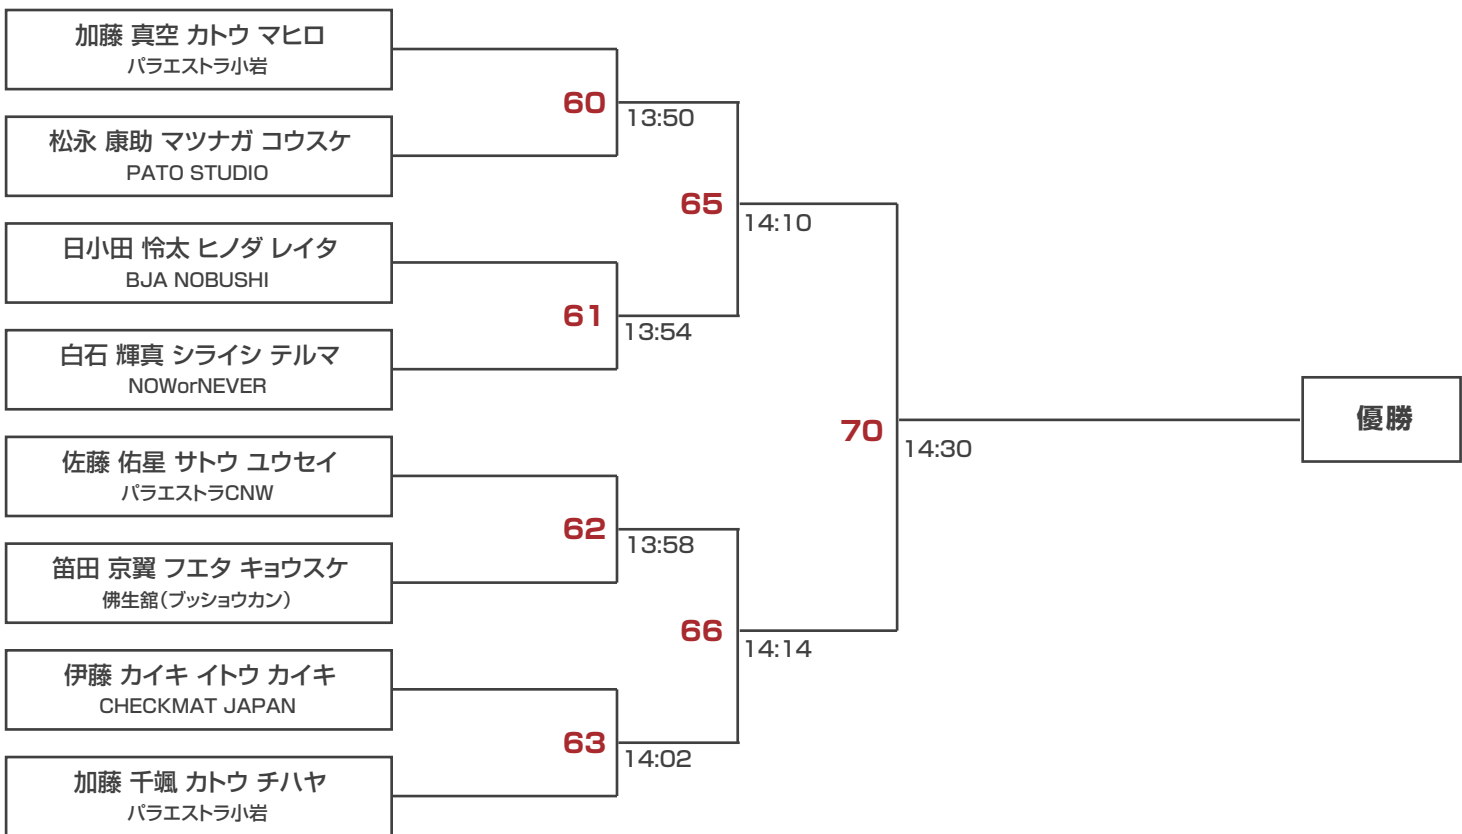 加藤 真空 カトウ マヒロ
パラエストラ小岩
60
13:50
松永 康助 マツナガ コウスケ
PATO STUDIO
65
14:10
日小田 怜太 ヒノダ レイタ
BJA NOBUSHI
61
13:54
白石 輝真 シライシ テルマ
NOWorNEVER
70
14:30
優勝
佐藤 佑星 サトウ ユウセイ
パラエストラCNW
62
13:58
笛田 京翼 フエタ キョウスケ
佛生舘(ブッショウカン)
66
14:14
伊藤 カイキ イトウ カイキ
CHECKMAT JAPAN
63
14:02
加藤 千颯 カトウ チハヤ
パラエストラ小岩